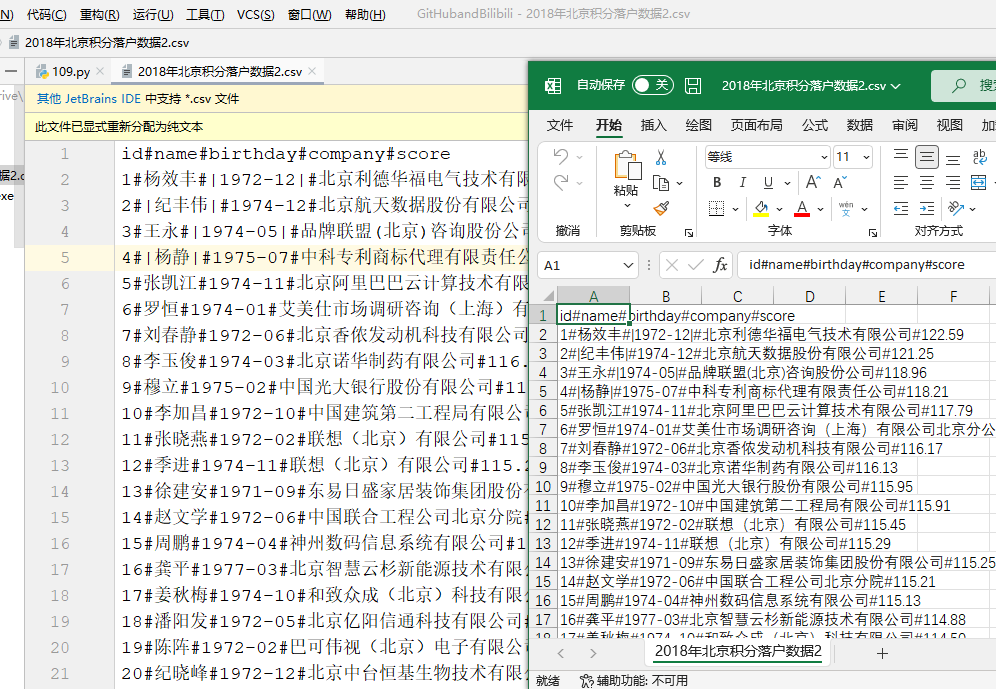 N) 代码(C) 重构(R) 运行(U) 工具(T) VCS(S) 窗口(W) 帮助(H) GitHubandBilibili - 2018年北京积分落户数据2.csv
2018年北京积分落户数据2.csv
109.py 2018年北京积分落户数据2.csv
rive\
其他 JetBrains IDE 中支持 *.csv 文件
此文件已显式重新分配为纯文本
据2.c
exe
1 id#name#birthday#company#score
2 1#杨效丰#|1972-12|#北京利德华福电气技术有限
3 2#|纪丰伟|#1974-12#北京航天数据股份有限公司
4 3#王永#|1974-05|#品牌联盟(北京)咨询股份公
5 4#|杨静|#1975-07#中科专利商标代理有限责任公
6 5#张凯江#1974-11#北京阿里巴巴云计算技术有限
7 6#罗恒#1974-01#艾美仕市场调研咨询（上海）有
8 7#刘春静#1972-06#北京香侬发动机科技有限公司
9 8#李玉俊#1974-03#北京诺华制药有限公司#116.
10 9#穆立#1975-02#中国光大银行股份有限公司#11
11 10#李加昌#1972-10#中国建筑第二工程局有限公
12 11#张晓燕#1972-02#联想（北京）有限公司#115
13 12#季进#1974-11#联想（北京）有限公司#115.2
14 13#徐建安#1971-09#东易日盛家居装饰集团股份
15 14#赵文学#1972-06#中国联合工程公司北京分院#
16 15#周鹏#1974-04#神州数码信息系统有限公司#1
17 16#龚平#1977-03#北京智慧云杉新能源技术有限
18 17#姜秋梅#1974-10#和致众成（北京）科技有限
19 18#潘阳发#1972-05#北京亿阳信通科技有限公司
20 19#陈阵#1972-02#巴可伟视（北京）电子有限公
21 20#纪晓峰#1972-12#北京中台恒基生物技术有限
自动保存 关 2018年北京积分落户数据2.csv 搜
文件 开始 插入 绘图 页面布局 公式 数据 审阅 视图 加
粘贴 等线 11 A A ab
B I U A wén 文
撤消 剪贴板 字体 对齐方式
A1 fx id#name#birthday#company#score
A B C D E F
1 id#name#birthday#company#score
2 1#杨效丰#|1972-12|#北京利德华福电气技术有限公司#122.59
3 2#|纪丰伟|#1974-12#北京航天数据股份有限公司#121.25
4 3#王永#|1974-05|#品牌联盟(北京)咨询股份公司#118.96
5 4#|杨静|#1975-07#中科专利商标代理有限责任公司#118.21
6 5#张凯江#1974-11#北京阿里巴巴云计算技术有限公司#117.79
7 6#罗恒#1974-01#艾美仕市场调研咨询（上海）有限公司北京分公
8 7#刘春静#1972-06#北京香侬发动机科技有限公司#116.17
9 8#李玉俊#1974-03#北京诺华制药有限公司#116.13
10 9#穆立#1975-02#中国光大银行股份有限公司#115.95
11 10#李加昌#1972-10#中国建筑第二工程局有限公司#115.91
12 11#张晓燕#1972-02#联想（北京）有限公司#115.45
13 12#季进#1974-11#联想（北京）有限公司#115.29
14 13#徐建安#1971-09#东易日盛家居装饰集团股份有限公司#115.25
15 14#赵文学#1972-06#中国联合工程公司北京分院#115.21
16 15#周鹏#1974-04#神州数码信息系统有限公司#115.13
17 16#龚平#1977-03#北京智慧云杉新能源技术有限公司#114.88
18 17#姜秋梅#1974-10#和致众成（北京）科技有限公司#114.50
2018年北京积分落户数据2
就绪 辅助功能: 不可用